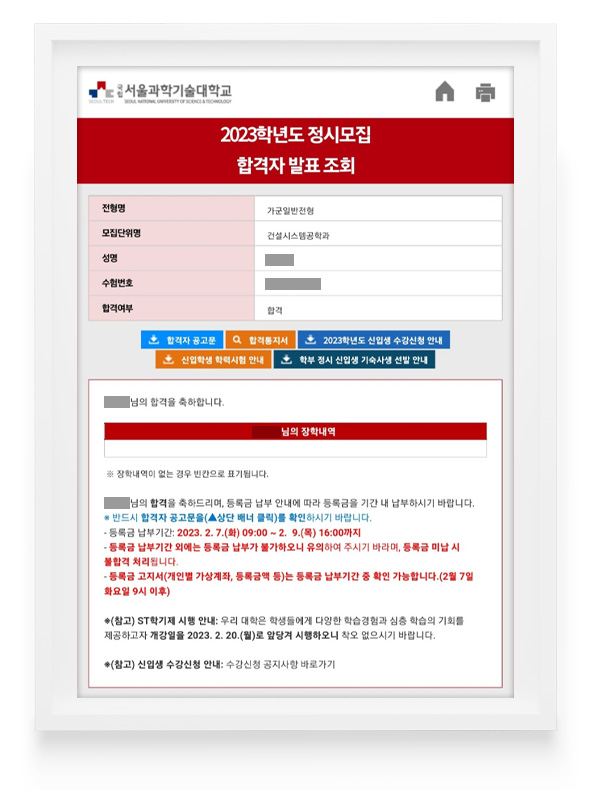 국립 서울과학기술대학교
SEOUL TECH SEOUL NATIONAL UNIVERSITY OF SCIENCE & TECHNOLOGY
2023학년도 정시모집
합격자 발표 조회
전형명 가군일반전형
모집단위명 건설시스템공학과
성명
수험번호
합격여부 합격
합격자 공고문 합격통지서 2023학년도 신입생 수강신청 안내
신입학생 학력시험 안내 학부 정시 신입생 기숙사생 선발 안내
님의 합격을 축하합니다.
님의 장학내역
※ 장학내역이 없는 경우 빈칸으로 표기됩니다.
님의 합격을 축하드리며, 등록금 납부 안내에 따라 등록금을 기간 내 납부하시기 바랍니다.
※ 반드시 합격자 공고문을(▲상단 배너 클릭)를 확인하시기 바랍니다.
- 등록금 납부기간: 2023. 2. 7.(화) 09:00 ~ 2. 9.(목) 16:00까지
- 등록금 납부기간 외에는 등록금 납부가 불가하오니 유의하여 주시기 바라며, 등록금 미납 시
불합격 처리됩니다.
- 등록금 고지서(개인별 가상계좌, 등록금액 등)는 등록금 납부기간 중 확인 가능합니다.(2월 7일
화요일 9시 이후)
※(참고) ST학기제 시행 안내: 우리 대학은 학생들에게 다양한 학습경험과 심층 학습의 기회를
제공하고자 개강일을 2023. 2. 20.(월)로 앞당겨 시행하오니 착오 없으시기 바랍니다.
※(참고) 신입생 수강신청 안내: 수강신청 공지사항 바로가기